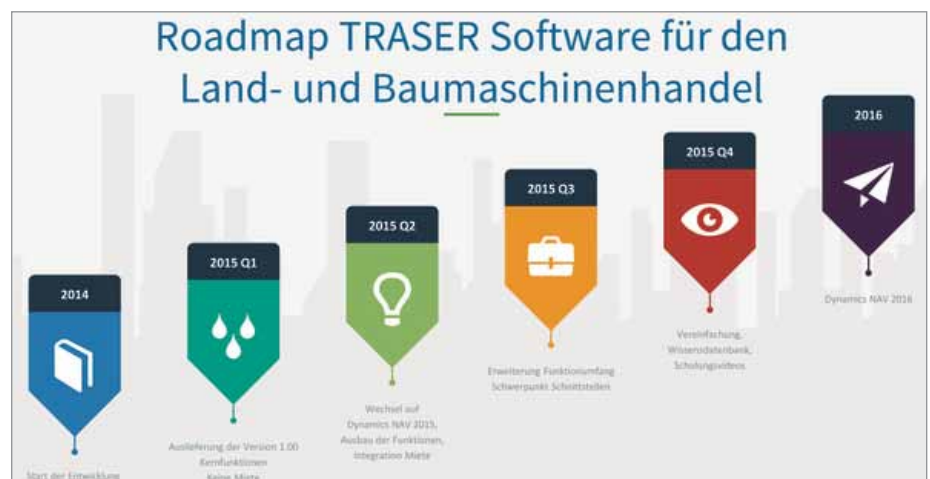 Roadmap TRASER Software für den
Land- und Baumaschinenhandel
2014
Start der Entwicklung
2015 Q1
Auslieferung der Version 1.00
Kernfunktionen
Keine Miete
2015 Q2
Wechsel auf
Dynamics NAV 2015,
Ausbau der Funktionen,
Integration Miete
2015 Q3
Erweiterung Funktionumfang
Schwerpunkt Schnittstellen
2015 Q4
Vereinfachung,
Wissensdatenbank,
Scholungsvideos
2016
Dynamics NAV 2016